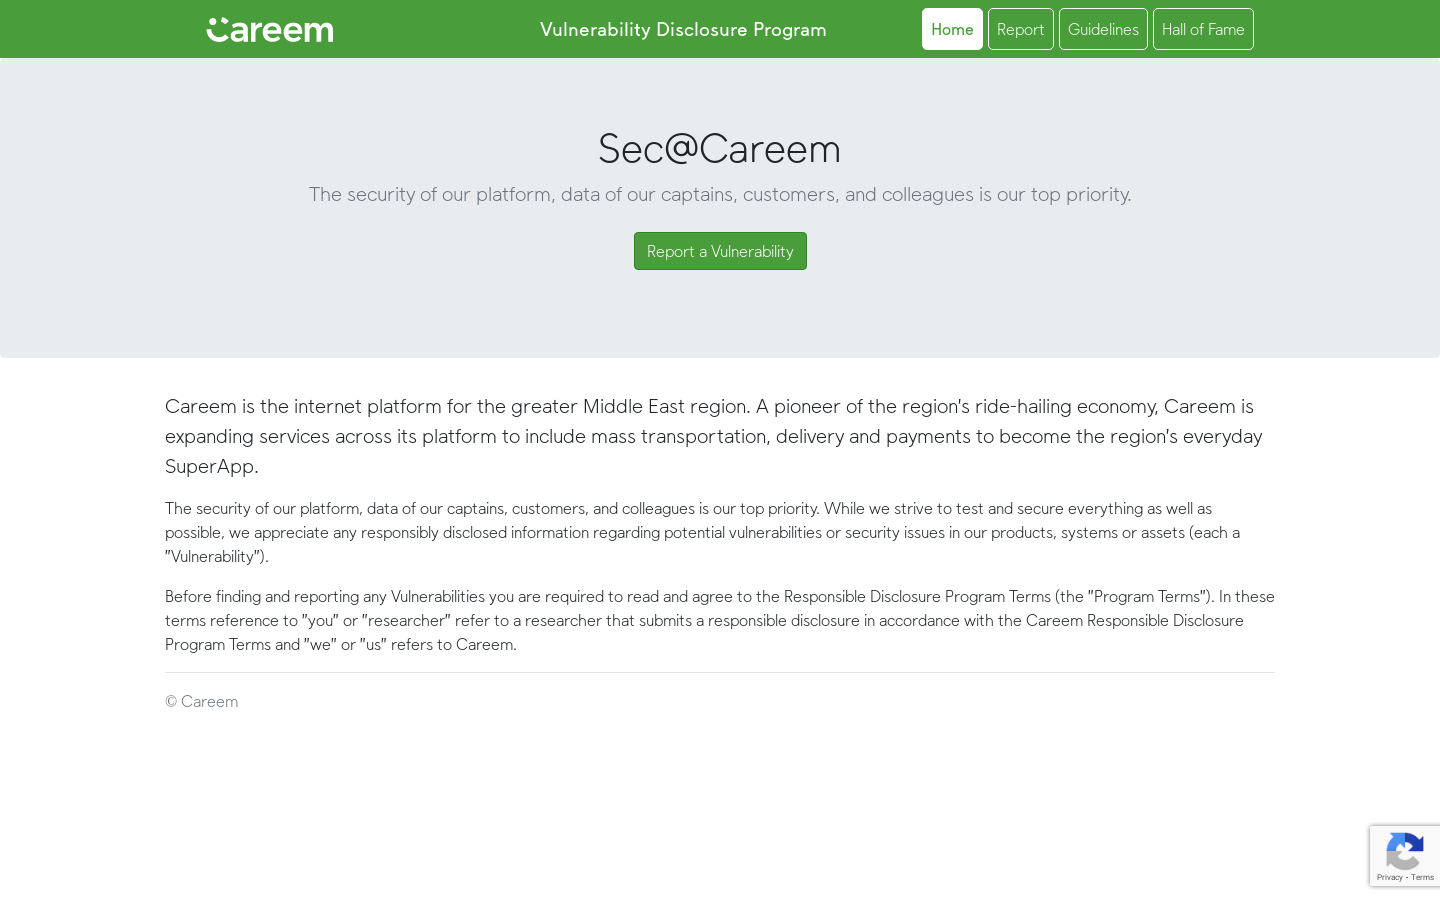 Careem
Vulnerability Disclosure Program
Home
Report
Guidelines
Hall of Fame
Sec@Careem
The security of our platform, data of our captains, customers, and colleagues is our top priority.
Report a Vulnerability
Careem is the internet platform for the greater Middle East region. A pioneer of the region's ride-hailing economy, Careem is
expanding services across its platform to include mass transportation, delivery and payments to become the region's everyday
SuperApp.
The security of our platform, data of our captains, customers, and colleagues is our top priority. While we strive to test and secure everything as well as
possible, we appreciate any responsibly disclosed information regarding potential vulnerabilities or security issues in our products, systems or assets (each a
"Vulnerability").
Before finding and reporting any Vulnerabilities you are required to read and agree to the Responsible Disclosure Program Terms (the "Program Terms"). In these
terms reference to "you" or "researcher" refer to a researcher that submits a responsible disclosure in accordance with the Careem Responsible Disclosure
Program Terms and "we" or "us" refers to Careem.
© Careem
Privacy - Terms